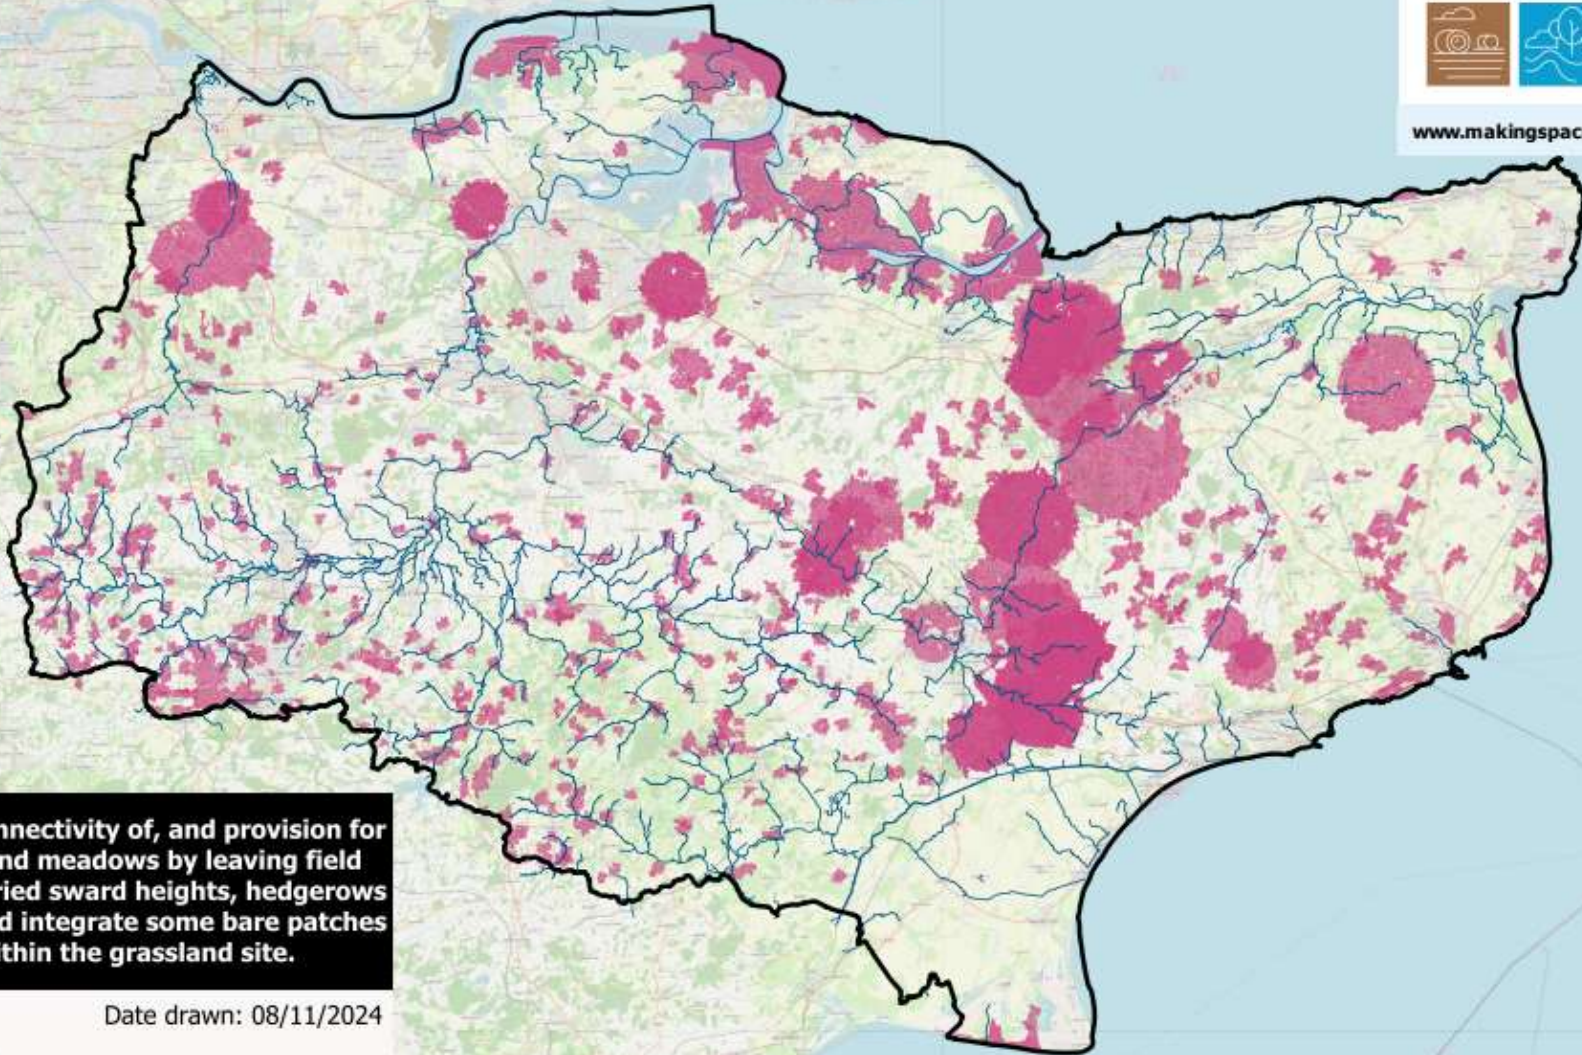 www.makingspac
nnectivity of, and provision for
nd meadows by leaving field
ried sward heights, hedgerows
d integrate some bare patches
ithin the grassland site.
Date drawn: 08/11/2024